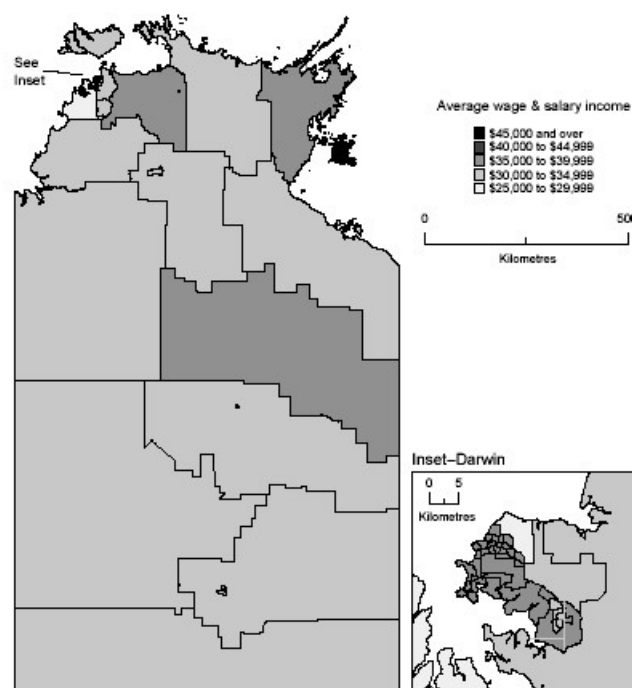 See
Inset
Average wage & salary income
$45,000 and over
$40,000 to $44,999
$35,000 to $39,999
$30,000 to $34,999
$25,000 to $29,999
0 500
Kilometres
Inset–Darwin
0 5
Kilometres